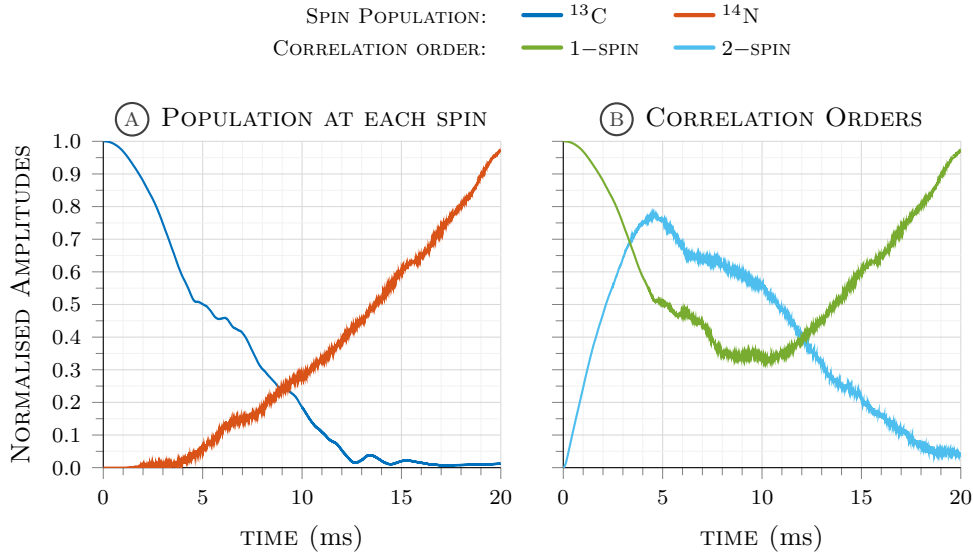 SPIN POPULATION: ¹³C ¹⁴N
CORRELATION ORDER: 1–SPIN 2–SPIN
A POPULATION AT EACH SPIN
B CORRELATION ORDERS
NORMALISED AMPLITUDES
1.0
0.9
0.8
0.7
0.6
0.5
0.4
0.3
0.2
0.1
0.0
0 5 10 15 20
0 5 10 15 20
TIME (ms)
TIME (ms)